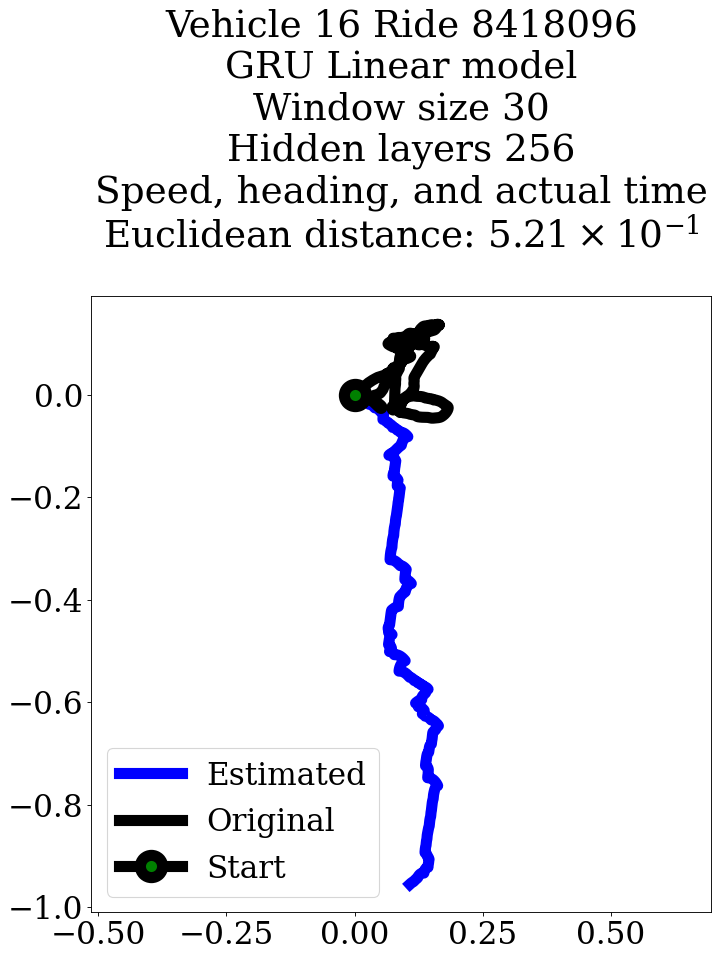 Vehicle 16 Ride 8418096
GRU Linear model
Window size 30
Hidden layers 256
Speed, heading, and actual time
Euclidean distance: 5.21 × 10⁻¹
0.0
−0.2
−0.4
−0.6
−0.8
−1.0
Estimated
Original
Start
−0.50 −0.25 0.00 0.25 0.50